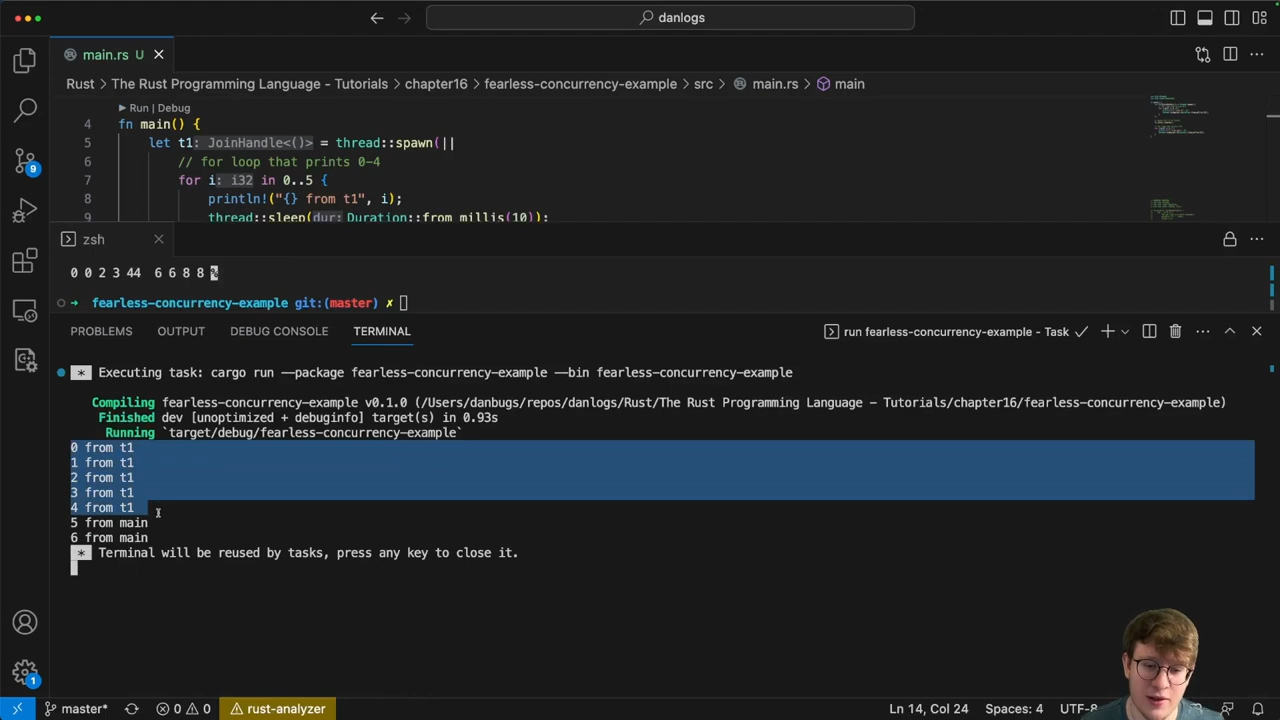 danlogs
main.rs U
Rust > The Rust Programming Language - Tutorials > chapter16 > fearless-concurrency-example > src > main.rs > main
Run | Debug
4 fn main() {
5 let t1: JoinHandle<()> = thread::spawn(||
6 // for loop that prints 0-4
7 for i: i32 in 0..5 {
8 println!("{} from t1", i);
9 thread::sleep(dur: Duration::from_millis(10));
zsh
0 0 2 3 44  6 6 8 8 %
fearless-concurrency-example git:(master) ✗
PROBLEMS OUTPUT DEBUG CONSOLE TERMINAL
run fearless-concurrency-example - Task
* Executing task: cargo run --package fearless-concurrency-example --bin fearless-concurrency-example
Compiling fearless-concurrency-example v0.1.0 (/Users/danbugs/repos/danlogs/Rust/The Rust Programming Language - Tutorials/chapter16/fearless-concurrency-example)
Finished dev [unoptimized + debuginfo] target(s) in 0.93s
Running `target/debug/fearless-concurrency-example`
0 from t1
1 from t1
2 from t1
3 from t1
4 from t1
5 from main
6 from main
* Terminal will be reused by tasks, press any key to close it.
9
1
master* 0 0 rust-analyzer Ln 14, Col 24 Spaces: 4 UTF-8